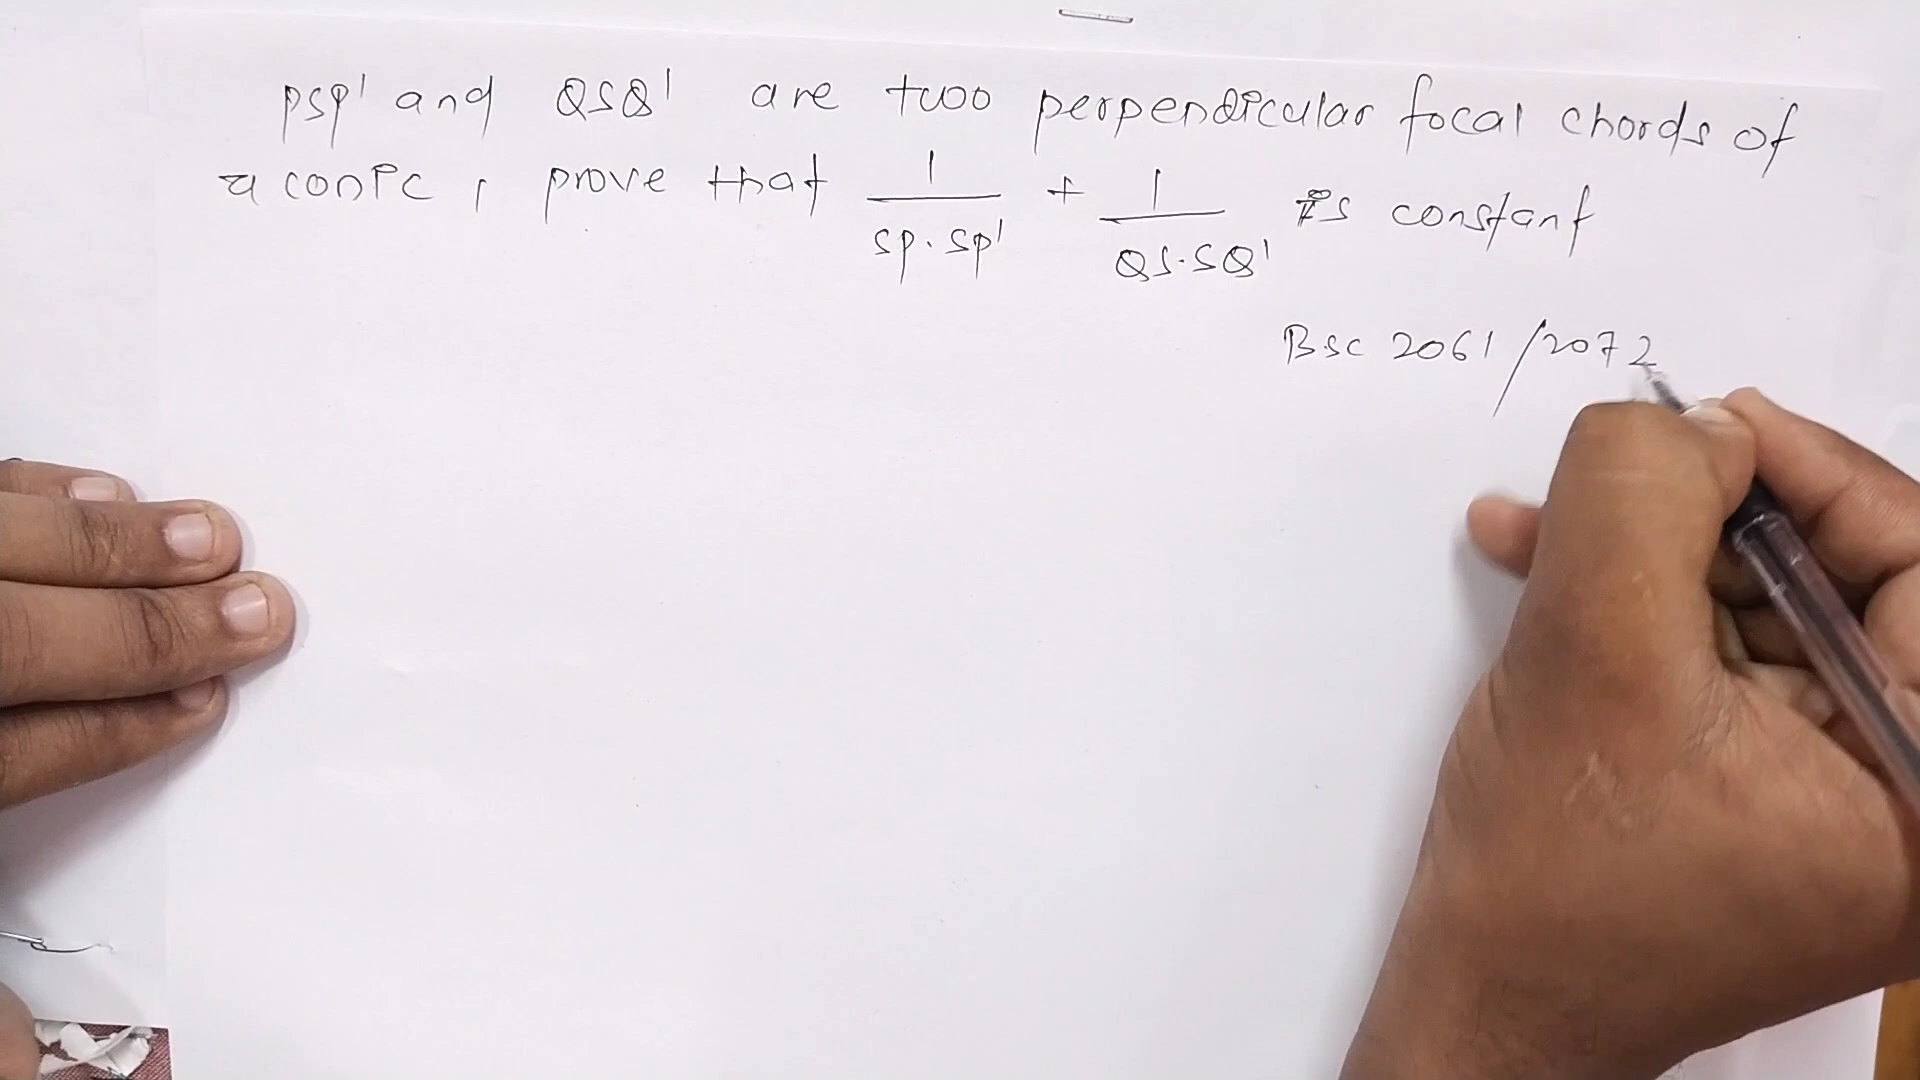 PSP' and QSQ' are two perpendicular focal chords of
a conic, prove that 1/SP.SP' + 1/QS.SQ' is constant
Bsc 2061/2072